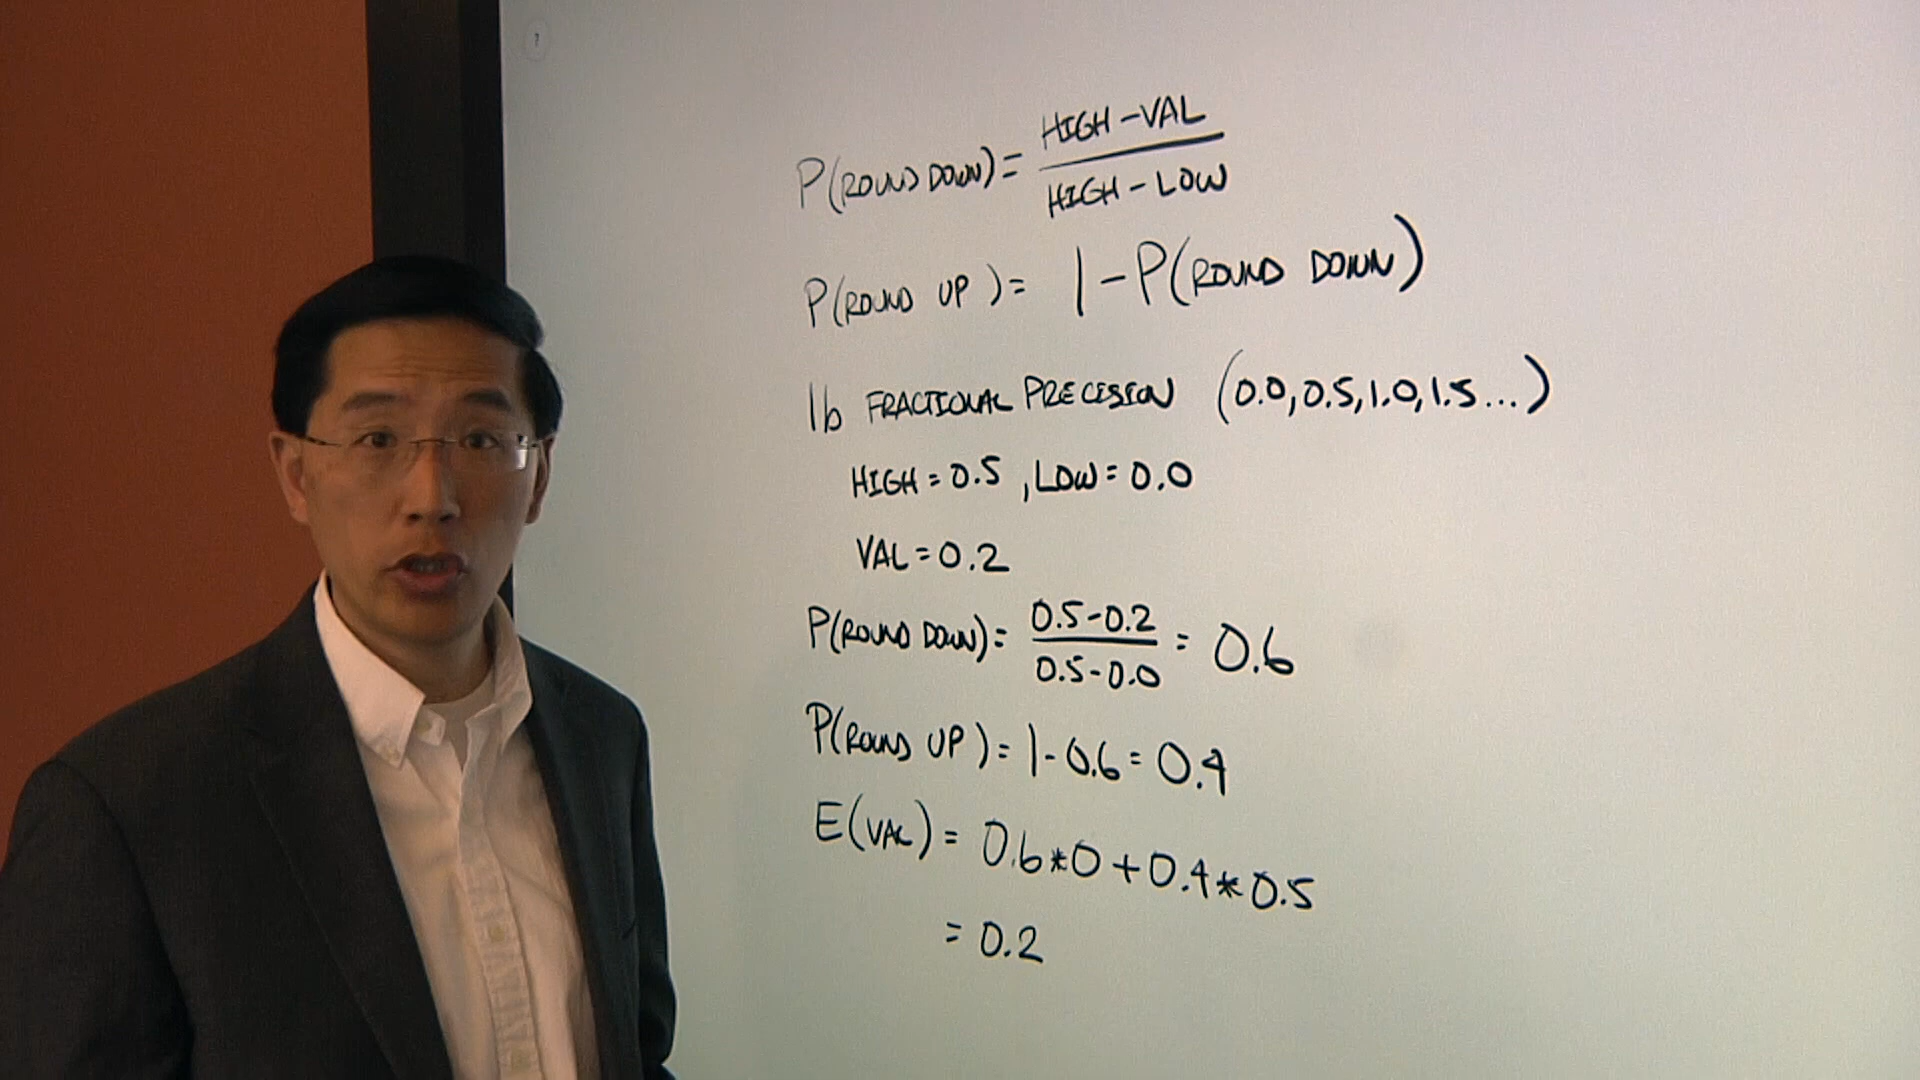 ?
P(ROUND DOWN) = HIGH - VAL / HIGH - LOW
P(ROUND UP) = 1 - P(ROUND DOWN)
1b FRACTIONAL PRECISION (0.0, 0.5, 1.0, 1.5...)
HIGH = 0.5, LOW = 0.0
VAL = 0.2
P(ROUND DOWN) = 0.5 - 0.2 / 0.5 - 0.0 = 0.6
P(ROUND UP) = 1 - 0.6 = 0.4
E(VAL) = 0.6 * 0 + 0.4 * 0.5
= 0.2